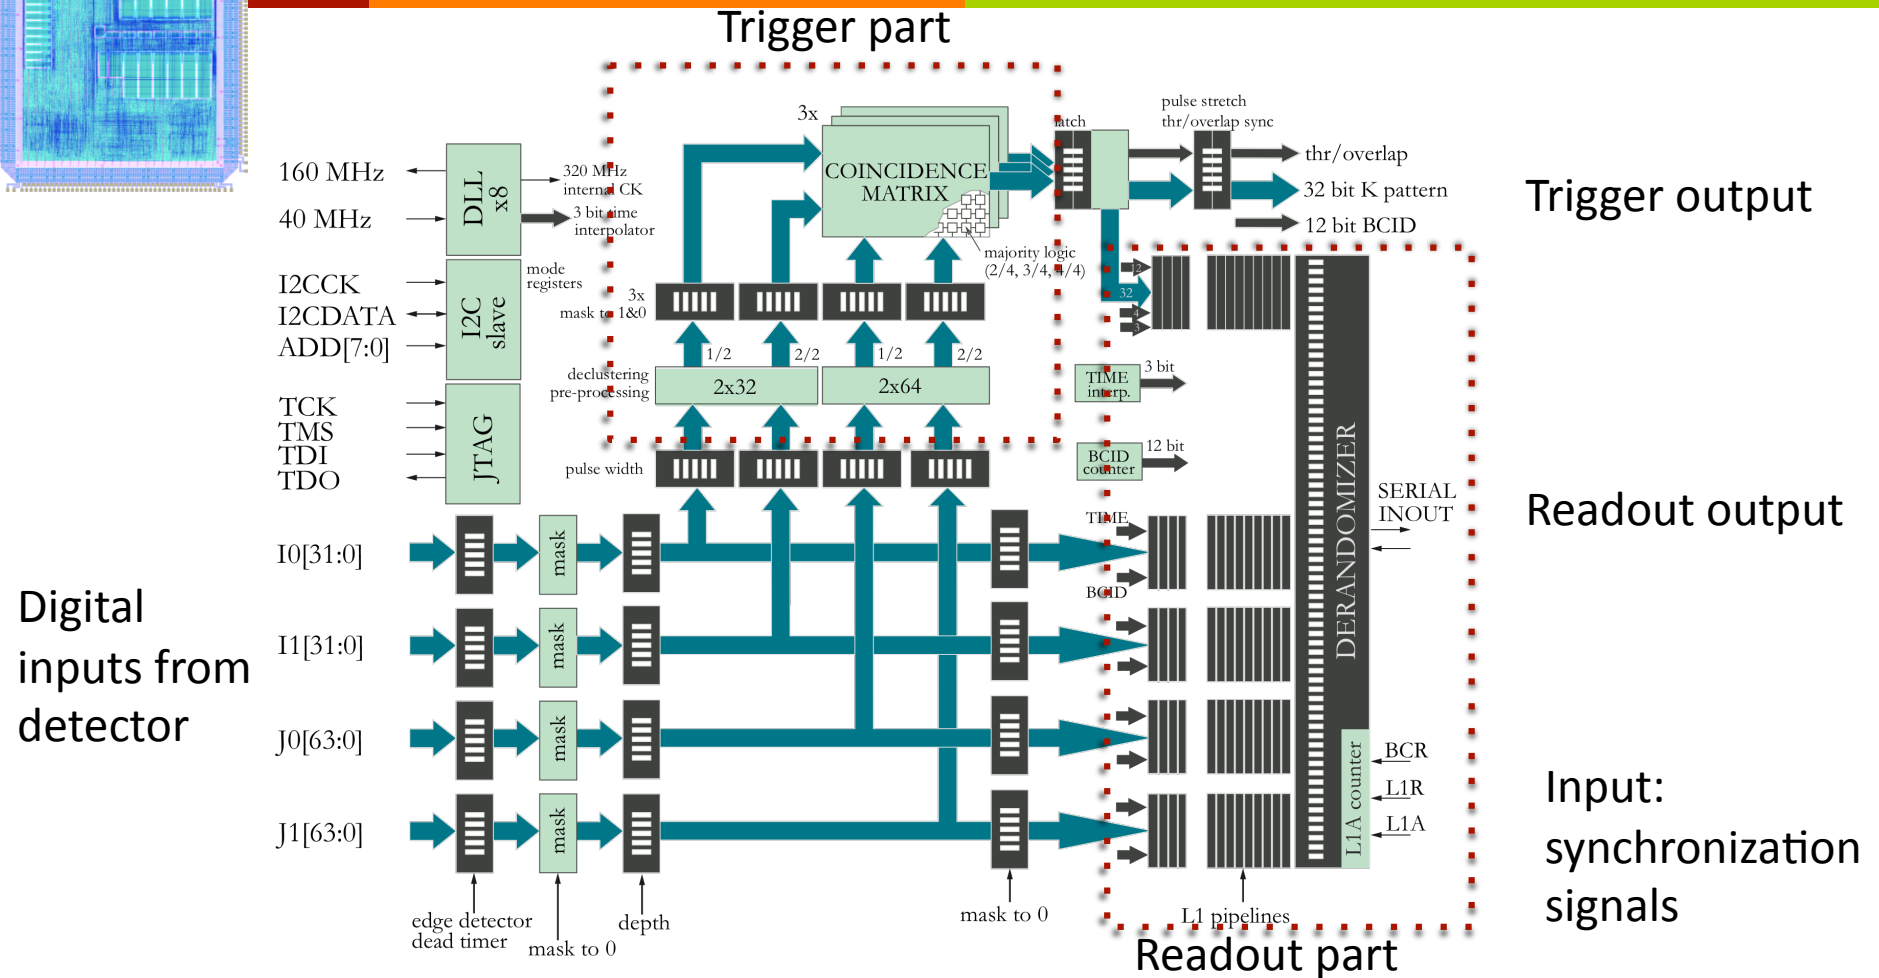 Trigger part
3x
COINCIDENCE
MATRIX
majority logic
(2/4, 3/4, 4/4)
latch
pulse stretch
thr/overlap sync
thr/overlap
32 bit K pattern
12 bit BCID
Trigger output
160 MHz
40 MHz
DLL
x8
320 MHz
internal CK
3 bit time
interpolator
I2CCK
I2CDATA
ADD[7:0]
I2C
slave
mode
registers
TCK
TMS
TDI
TDO
JTAG
3x
mask to 1&0
1/2
2/2
1/2
2/2
declustering
pre-processing
2x32
2x64
pulse width
12
32
4
3
TIME
interp.
3 bit
BCID
counter
12 bit
TIME
BCID
DERANDOMIZER
SERIAL
INOUT
Readout output
Digital
inputs from
detector
I0[31:0]
mask
I1[31:0]
mask
J0[63:0]
mask
J1[63:0]
mask
L1A counter
BCR
L1R
L1A
Input:
synchronization
signals
edge detector
dead timer
mask to 0
depth
mask to 0
L1 pipelines
Readout part